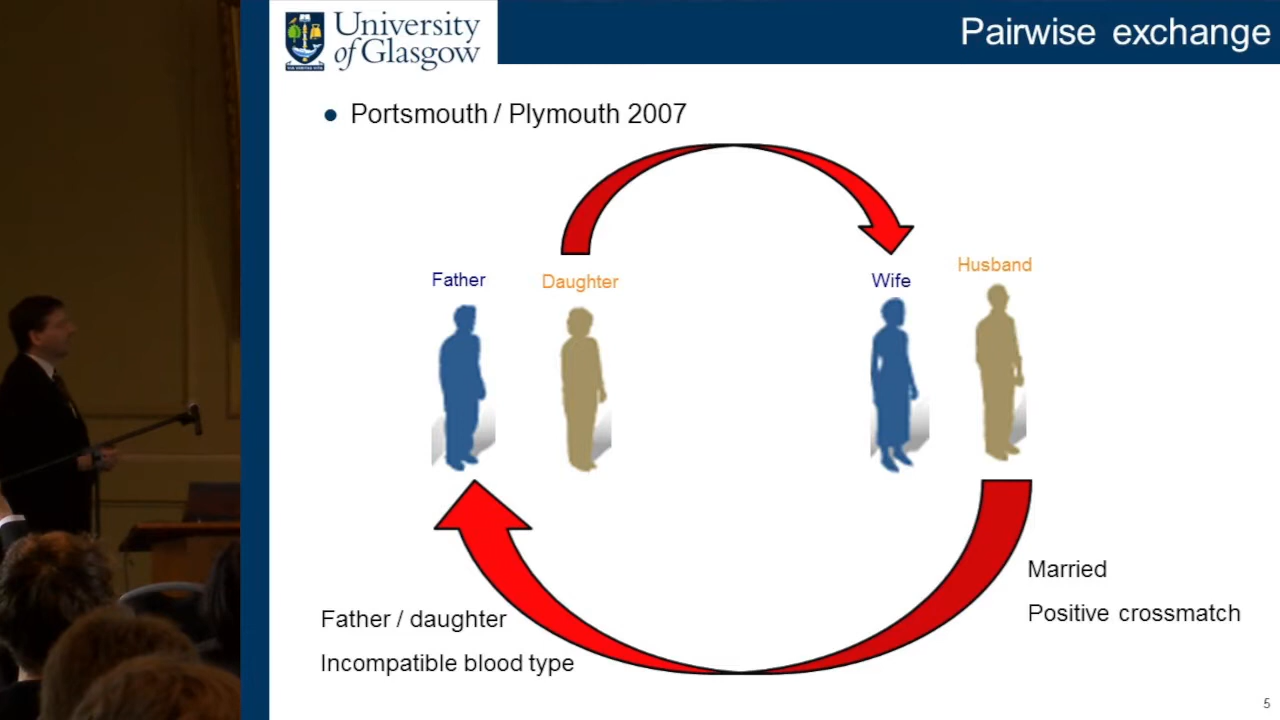 University
of Glasgow
Pairwise exchange
• Portsmouth / Plymouth 2007
Father
Daughter
Wife
Husband
Married
Positive crossmatch
Father / daughter
Incompatible blood type
5